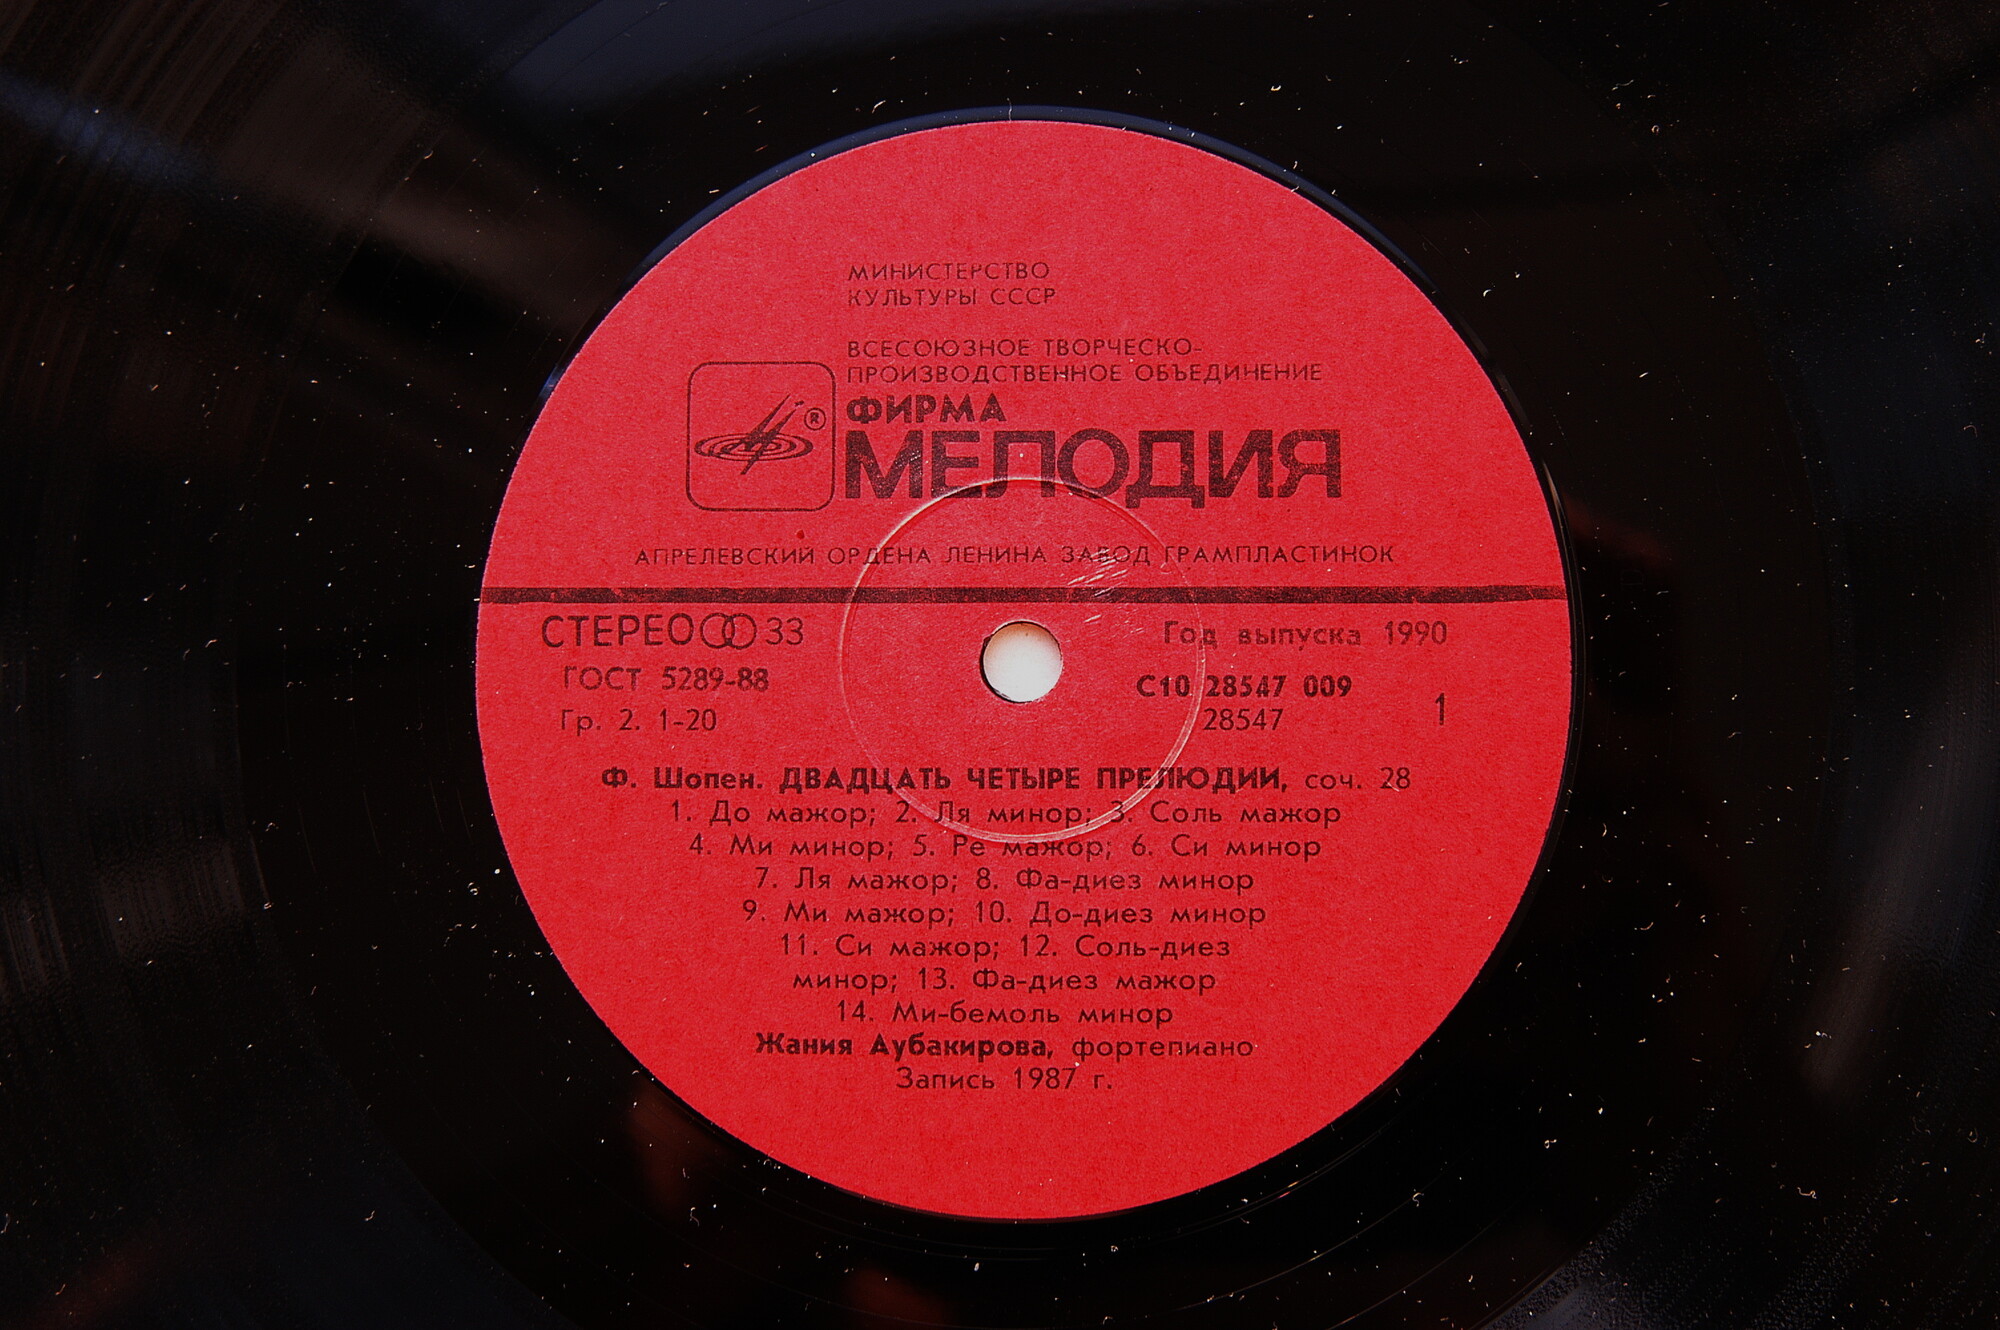 МИНИСТЕРСТВО
КУЛЬТУРЫ СССР
ВСЕСОЮЗНОЕ ТВОРЧЕСКО-
ПРОИЗВОДСТВЕННОЕ ОБЪЕДИНЕНИЕ
ФИРМА
®
МЕЛОДИЯ
АПРЕЛЕВСКИЙ ОРДЕНА ЛЕНИНА ЗАВОД ГРАМПЛАСТИНОК
СТЕРЕО 33
Год выпуска 1990
ГОСТ 5289-88
С10 28547 009
Гр. 2. 1-20
28547
1
Ф. Шопен. ДВАДЦАТЬ ЧЕТЫРЕ ПРЕЛЮДИИ, соч. 28
1. До мажор; 2. Ля минор; 3. Соль мажор
4. Ми минор; 5. Ре мажор; 6. Си минор
7. Ля мажор; 8. Фа-диез минор
9. Ми мажор; 10. До-диез минор
11. Си мажор; 12. Соль-диез
минор; 13. Фа-диез мажор
14. Ми-бемоль минор
Жания Аубакирова, фортепиано
Запись 1987 г.